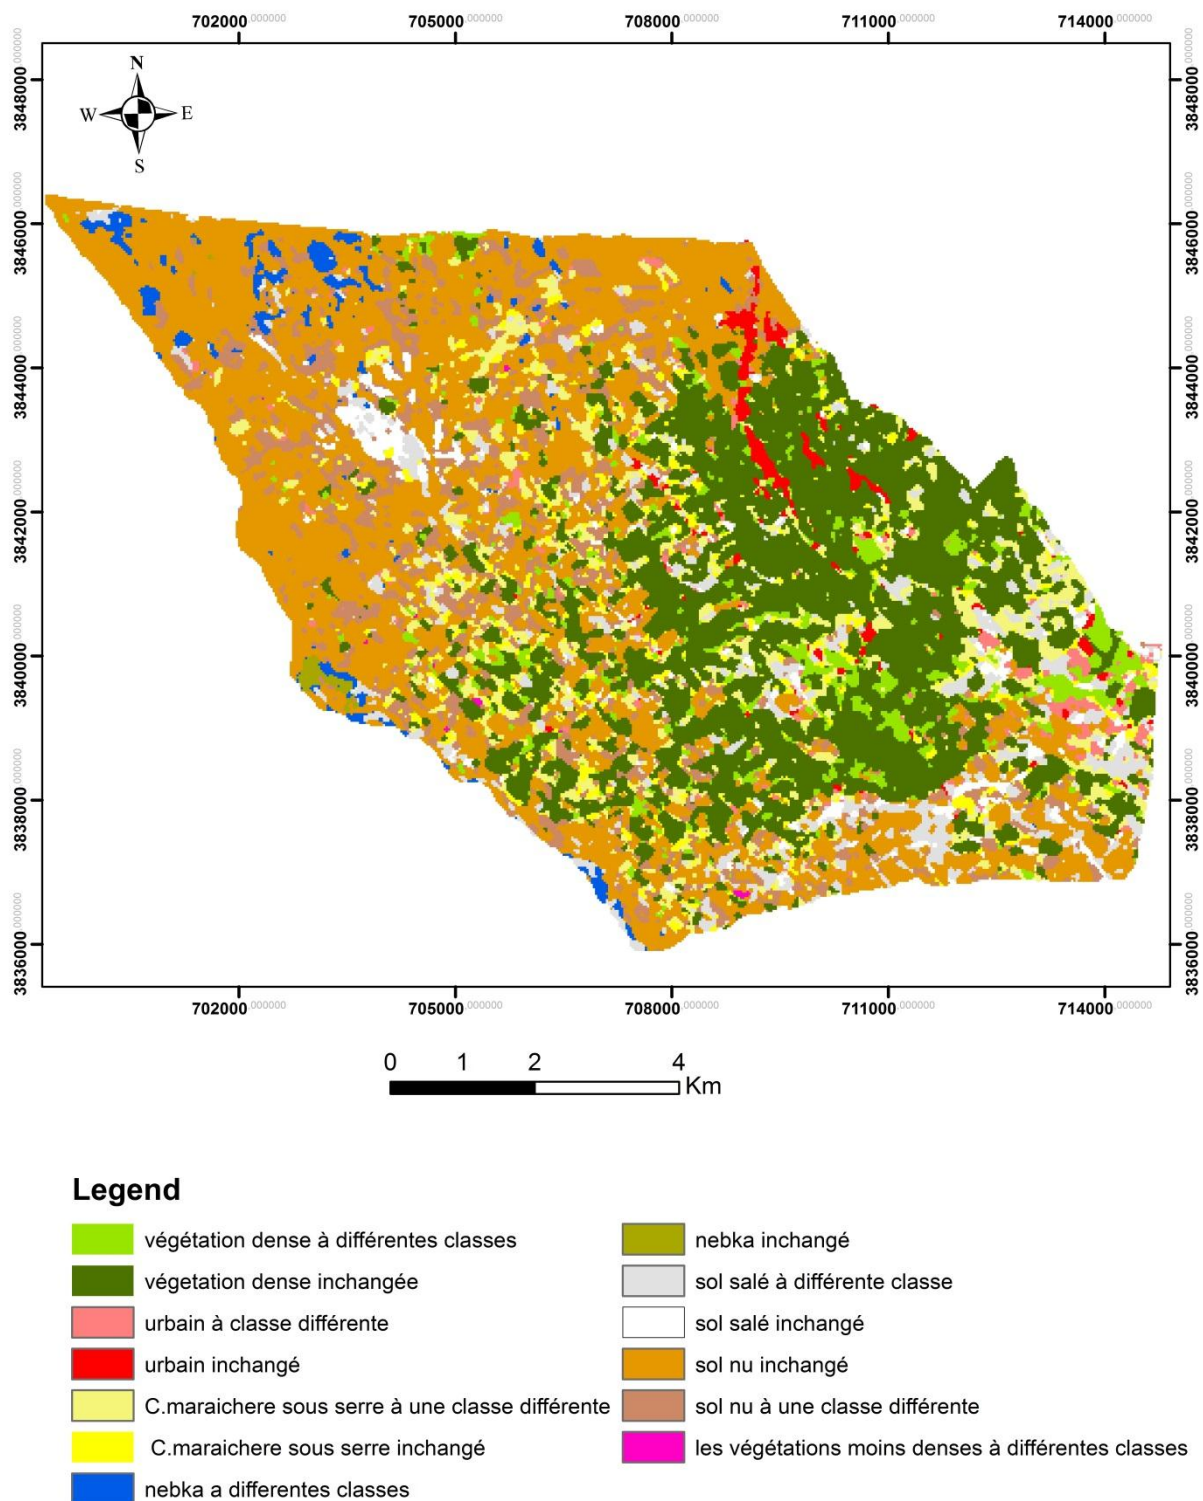 702000.000000 705000.000000 708000.000000 711000.000000 714000.000000
3848000.000000
3846000.000000
3844000.000000
3842000.000000
3840000.000000
3838000.000000
3836000.000000
N
W E
S
3848000.000000
3846000.000000
3844000.000000
3842000.000000
3840000.000000
3838000.000000
3836000.000000
702000.000000 705000.000000 708000.000000 711000.000000 714000.000000
0 1 2 4
Km
Legend
végétation dense à différentes classes
végetation dense inchangée
urbain à classe différente
urbain inchangé
C.maraichere sous serre à une classe différente
C.maraichere sous serre inchangé
nebka a differentes classes
nebka inchangé
sol salé à différente classe
sol salé inchangé
sol nu inchangé
sol nu à une classe différente
les végétations moins denses à différentes classes